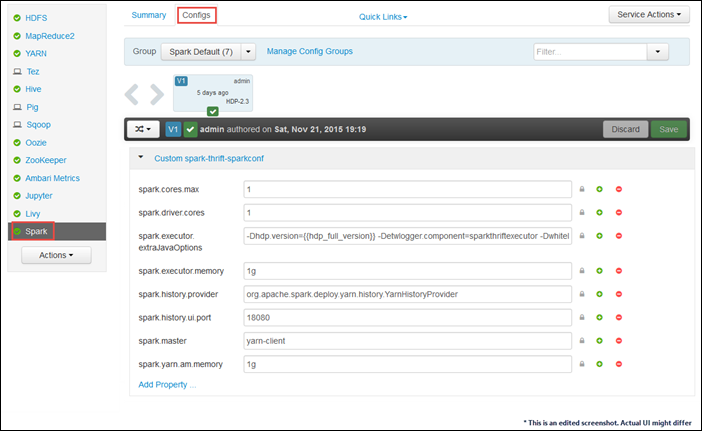 HDFS
MapReduce2
YARN
Tez
Hive
Pig
Sqoop
Oozie
ZooKeeper
Ambari Metrics
Jupyter
Livy
Spark
Actions
Summary Configs Quick Links Service Actions
Group Spark Default (7) Manage Config Groups Filter...
V1 admin
5 days ago
HDP-2.3
V1 admin authored on Sat, Nov 21, 2015 19:19 Discard Save
Custom spark-thrift-sparkconf
spark.cores.max 1
spark.driver.cores 1
spark.executor. -Dhdp.version={{hdp_full_version}} -Detwlogger.component=sparkthriftexecutor -Dwhitel
extraJavaOptions
spark.executor.memory 1g
spark.history.provider org.apache.spark.deploy.yarn.history.YarnHistoryProvider
spark.history.ui.port 18080
spark.master yarn-client
spark.yarn.am.memory 1g
Add Property ...
* This is an edited screenshot. Actual UI might differ